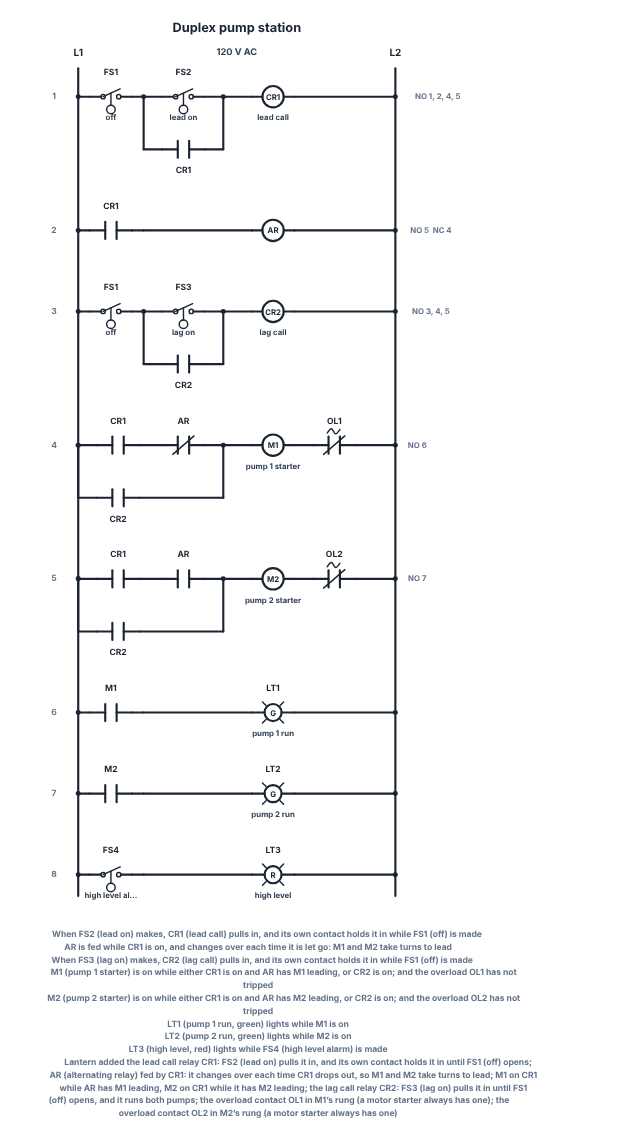 Duplex pump station
L1
120 V AC
L2
FS1
FS2
1
CR1
NO 1, 2, 4, 5
off
lead on
lead call
CR1
CR1
2
AR
NO 5 NC 4
FS1
FS3
3
CR2
NO 3, 4, 5
off
lag on
lag call
CR2
CR1
AR
OL1
4
M1
NO 6
pump 1 starter
CR2
CR1
AR
OL2
5
M2
NO 7
pump 2 starter
CR2
M1
LT1
6
G
pump 1 run
M2
LT2
7
G
pump 2 run
FS4
LT3
8
R
high level al...
high level
When FS2 (lead on) makes, CR1 (lead call) pulls in, and its own contact holds it in while FS1 (off) is made
AR is fed while CR1 is on, and changes over each time it is let go: M1 and M2 take turns to lead
When FS3 (lag on) makes, CR2 (lag call) pulls in, and its own contact holds it in while FS1 (off) is made
M1 (pump 1 starter) is on while either CR1 is on and AR has M1 leading, or CR2 is on; and the overload OL1 has not
tripped
M2 (pump 2 starter) is on while either CR1 is on and AR has M2 leading, or CR2 is on; and the overload OL2 has not
tripped
LT1 (pump 1 run, green) lights while M1 is on
LT2 (pump 2 run, green) lights while M2 is on
LT3 (high level, red) lights while FS4 (high level alarm) is made
Lantern added the lead call relay CR1: FS2 (lead on) pulls it in, and its own contact holds it in until FS1 (off) opens;
AR (alternating relay) fed by CR1: it changes over each time CR1 drops out, so M1 and M2 take turns to lead; M1 on CR1
while AR has M1 leading, M2 on CR1 while it has M2 leading; the lag call relay CR2: FS3 (lag on) pulls it in until FS1
(off) opens, and it runs both pumps; the overload contact OL1 in M1's rung (a motor starter always has one); the
overload contact OL2 in M2's rung (a motor starter always has one)